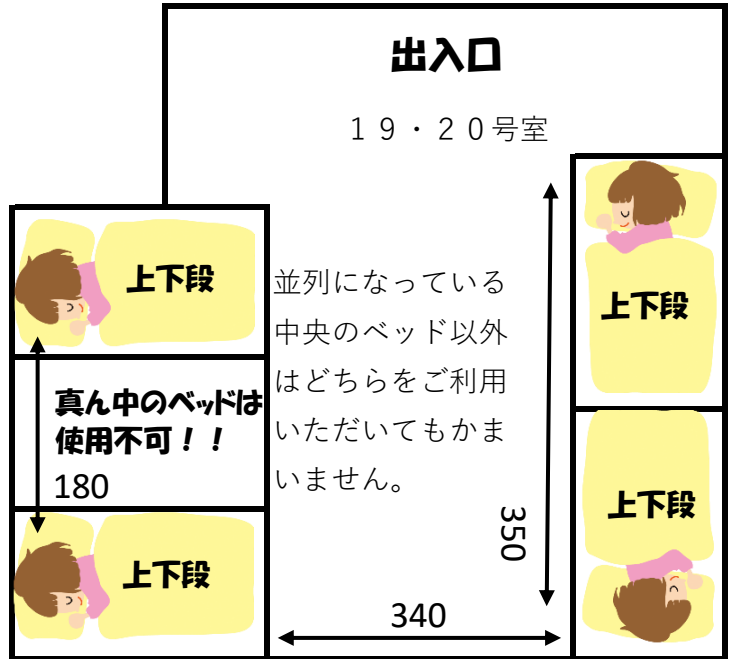 出入口
１９・２０号室
上下段
真ん中のベッドは
使用不可！！
180
上下段
並列になっている
中央のベッド以外
はどちらをご利用
いただいてもかま
いません。
350
340
上下段
上下段